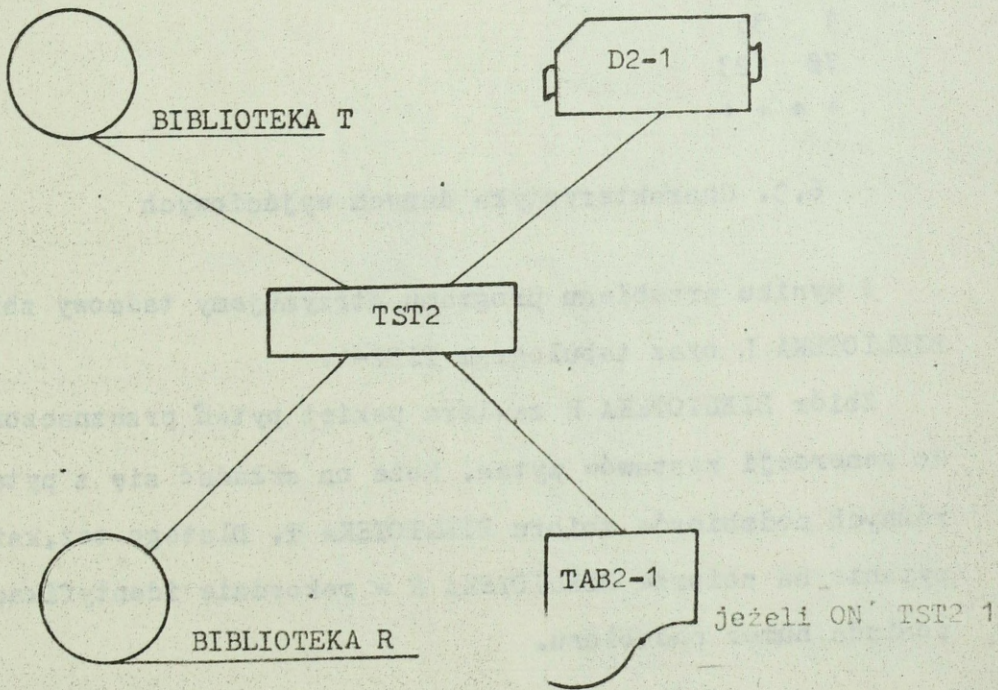 D2-1
BIBLIOTEKA T
TST2
TAB2-1
jeżeli ON TST2 1
BIBLIOTEKA R